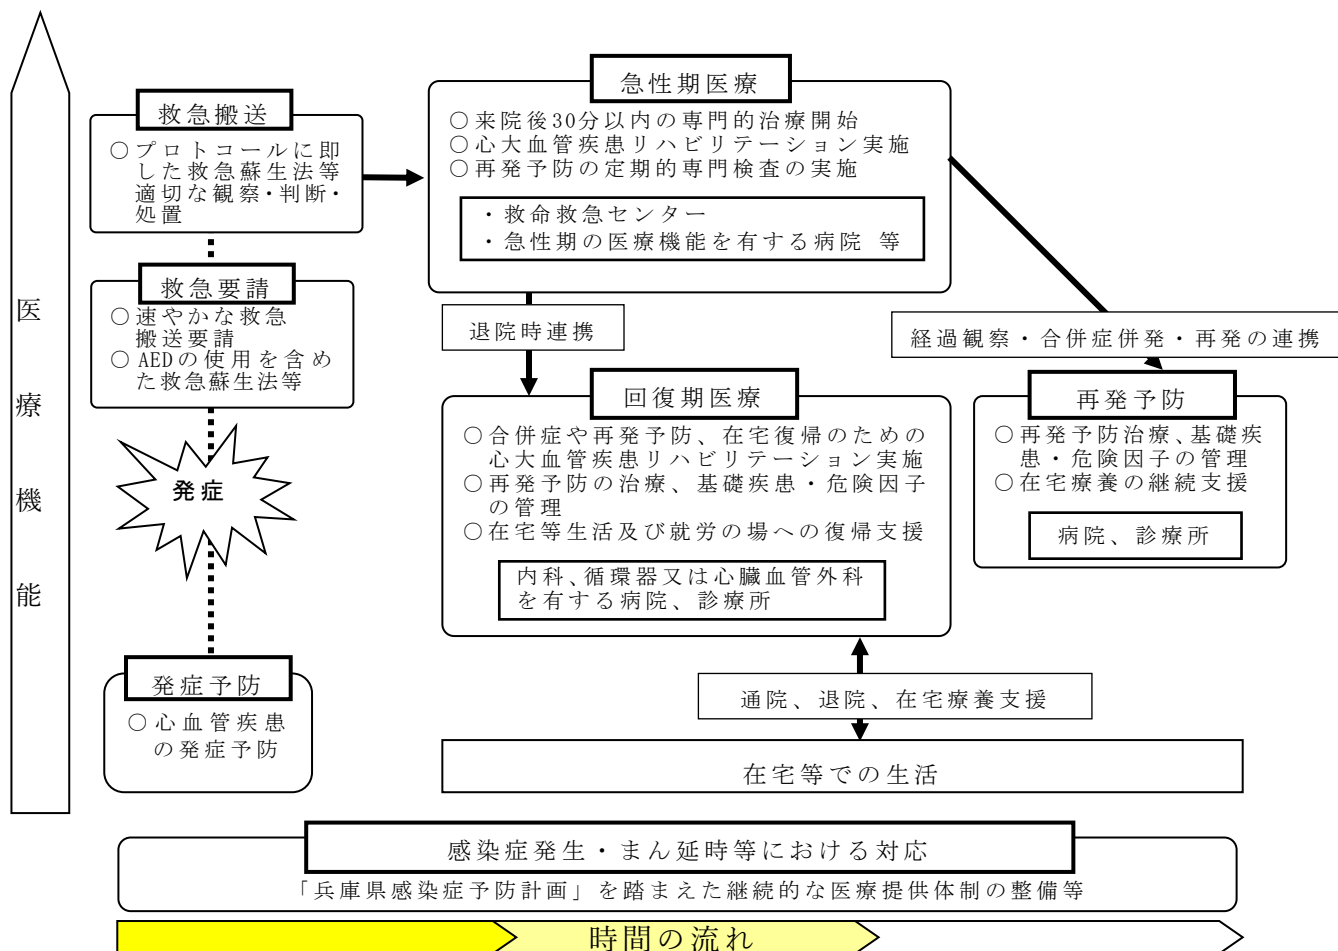 医療機能
救急搬送
○プロトコールに即
した救急蘇生法等
適切な観察・判断・
処置
救急要請
○速やかな救急
搬送要請
○AEDの使用を含め
た救急蘇生法等
発症
発症予防
○心血管疾患
の発症予防
急性期医療
○来院後30分以内の専門的治療開始
○心大血管疾患リハビリテーション実施
○再発予防の定期的専門検査の実施
・救命救急センター
・急性期の医療機能を有する病院 等
退院時連携
経過観察・合併症併発・再発の連携
回復期医療
○合併症や再発予防、在宅復帰のための
心大血管疾患リハビリテーション実施
○再発予防の治療、基礎疾患・危険因子
の管理
○在宅等生活及び就労の場への復帰支援
内科、循環器又は心臓血管外科
を有する病院、診療所
再発予防
○再発予防治療、基礎疾
患・危険因子の管理
○在宅療養の継続支援
病院、診療所
通院、退院、在宅療養支援
在宅等での生活
感染症発生・まん延時等における対応
「兵庫県感染症予防計画」を踏まえた継続的な医療提供体制の整備等
時間の流れ